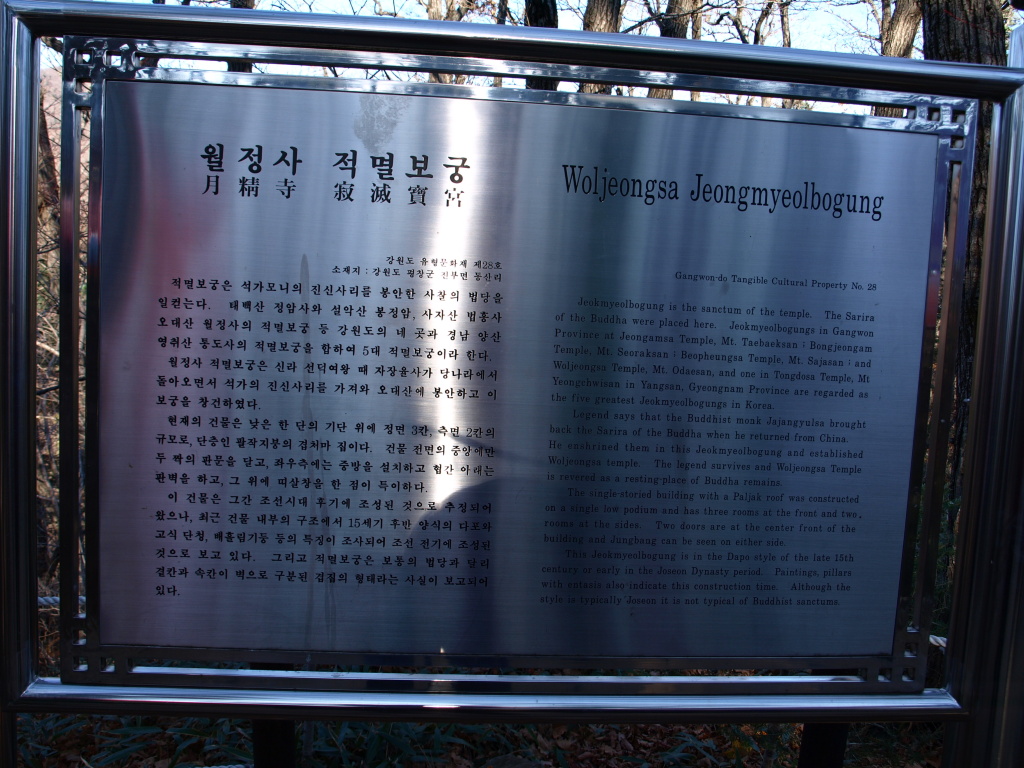 월정사 적멸보궁
月精寺 寂滅寶宮
강원도 유형문화재 제28호
소재지 : 강원도 평창군 진부면 동산리
적멸보궁은 석가모니의 진신사리를 봉안한 사찰의 법당을
일컫는다. 태백산 정암사와 설악산 봉정암, 사자산 법흥사
오대산 월정사의 적멸보궁 등 강원도의 네 곳과 경남 양산
영취산 통도사의 적멸보궁을 합하여 5대 적멸보궁이라 한다.
월정사 적멸보궁은 신라 선덕여왕 때 자장율사가 당나라에서
돌아오면서 석가의 진신사리를 가져와 오대산에 봉안하고 이
보궁을 창건하였다.
현재의 건물은 낮은 한 단의 기단 위에 정면 3칸, 측면 2칸의
규모로, 단층인 팔작지붕의 겹처마 집이다. 건물 전면의 중앙에만
두 짝의 판문을 달고, 좌우측에는 중방을 설치하고 협간 아래는
판벽을 하고, 그 위에 띠살창을 한 점이 특이하다.
이 건물은 그간 조선시대 후기에 조성된 것으로 추정되어
왔으나, 최근 건물 내부의 구조에서 15세기 후반 양식의 다포와
고식 단청, 배흘림기둥 등의 특징이 조사되어 조선 전기에 조성된
것으로 보고 있다. 그리고 적멸보궁은 보통의 법당과 달리
겉칸과 속칸이 벽으로 구분된 겹집의 형태라는 사실이 보고되어
있다.
Woljeongsa Jeongmyeolbogung
Gangwon-do Tangible Cultural Property No. 28
Jeokmyeolbogung is the sanctum of the temple. The Sarira
of the Buddha were placed here. Jeokmyeolbogungs in Gangwon
Province at Jeongamsa Temple, Mt. Taebaeksan ; Bongjeongam
Temple, Mt. Seoraksan ; Beopheungsa Temple, Mt. Sajasan ; and
Woljeongsa Temple, Mt. Odaesan, and one in Tongdosa Temple, Mt
Yeongchwisan in Yangsan, Gyeongnam Province are regarded as
the five greatest Jeokmyeolbogungs in Korea.
Legend says that the Buddhist monk Jajangyulsa brought
back the Sarira of the Buddha when he returned from China.
He enshrined them in this Jeokmyeolbogung and established
Woljeongsa temple. The legend survives and Woljeongsa Temple
is revered as a resting-place of Buddha remains.
The single-storied building with a Paljak roof was constructed
on a single low podium and has three rooms at the front and two
rooms at the sides. Two doors are at the center front of the
building and Jungbang can be seen on either side.
This Jeokmyeolbogung is in the Dapo style of the late 15th
century or early in the Joseon Dynasty period. Paintings, pillars
with entasis also indicate this construction time. Although the
style is typically Joseon it is not typical of Buddhist sanctums.